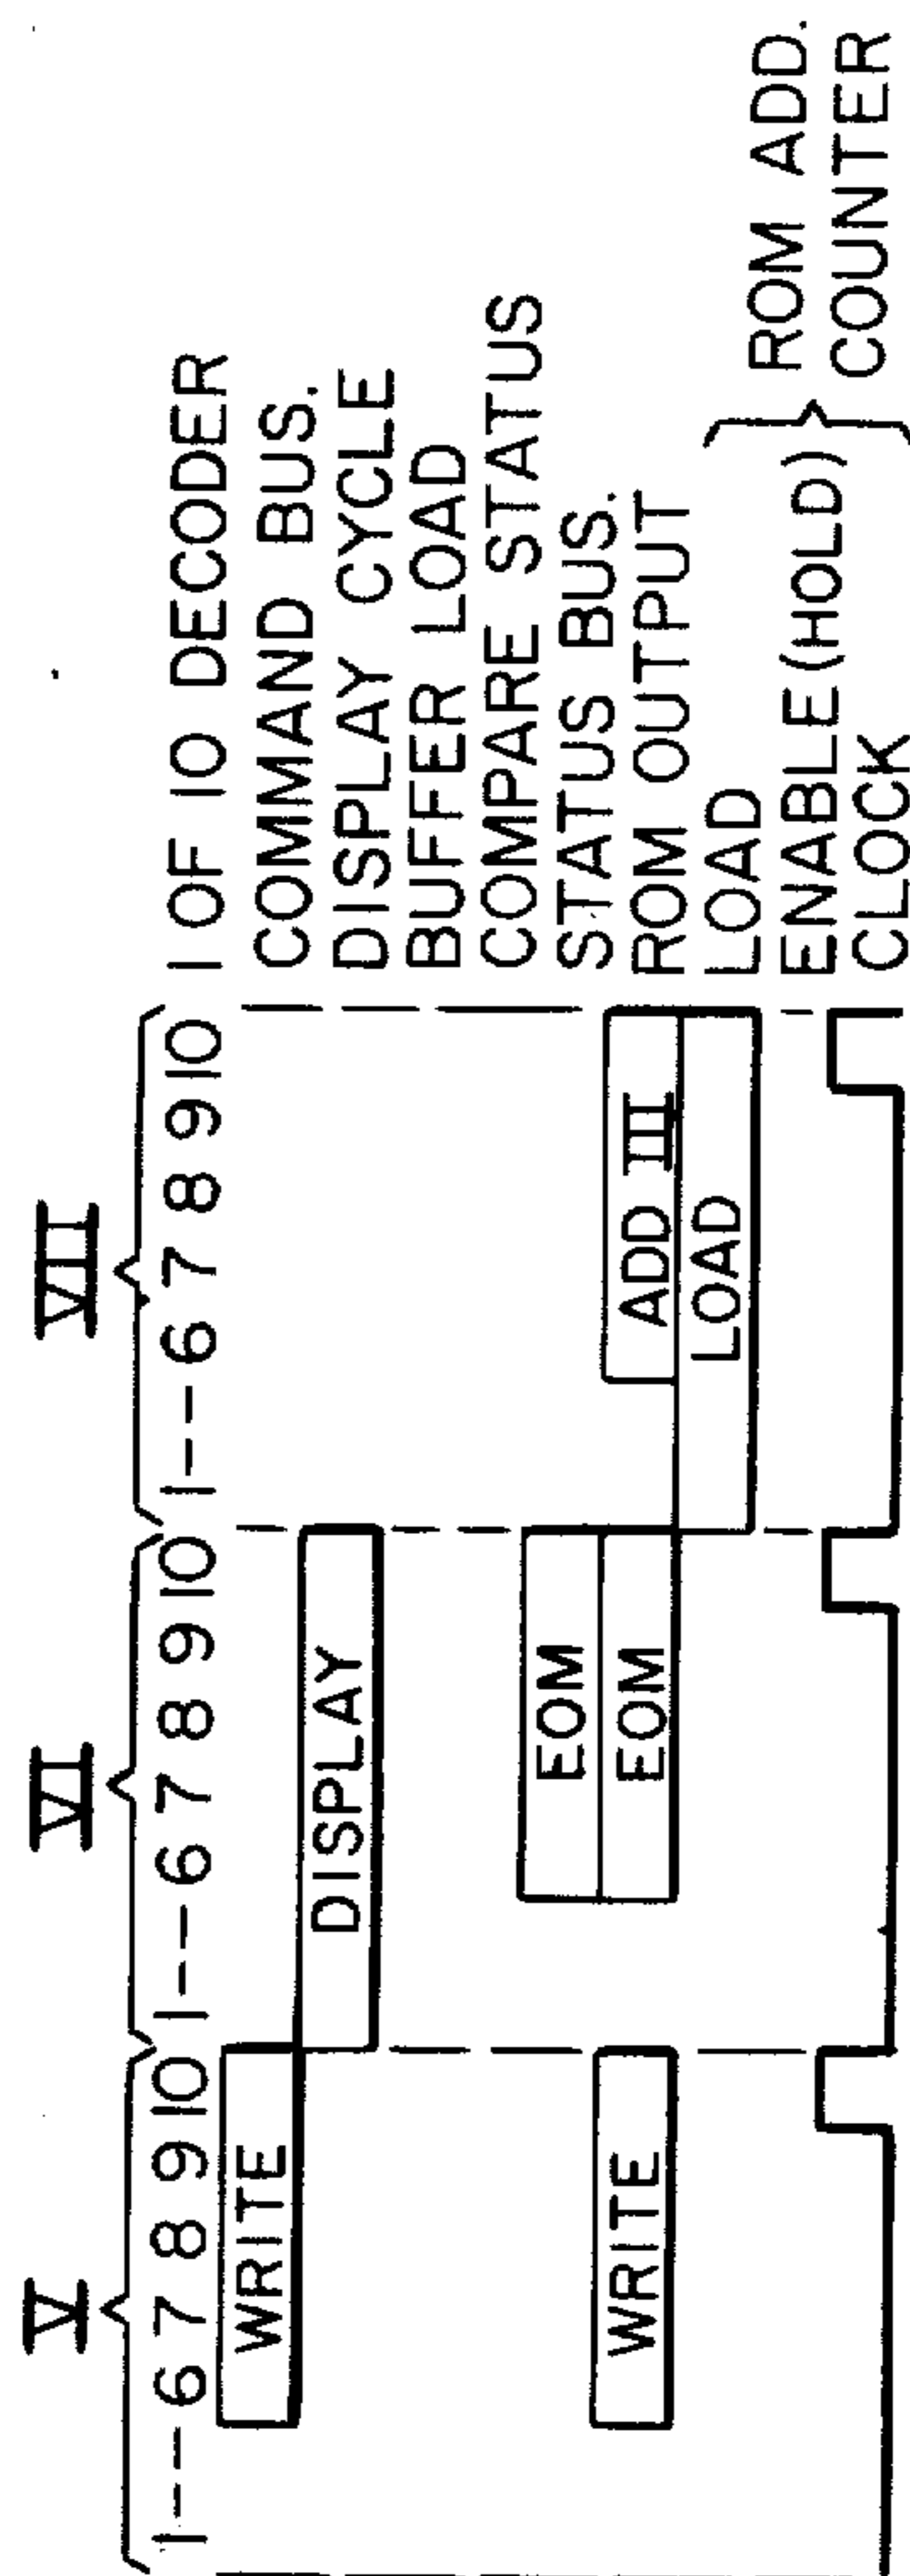 V VI VII
1---6 7 8 9 10 1---6 7 8 9 10 1---6 7 8 9 10 1 OF 10 DECODER
WRITE COMMAND BUS.
DISPLAY DISPLAY CYCLE
BUFFER LOAD
COMPARE STATUS
EOM STATUS BUS.
WRITE EOM ADD III ROM OUTPUT
LOAD LOAD
ENABLE (HOLD)
CLOCK
ROM ADD.
COUNTER